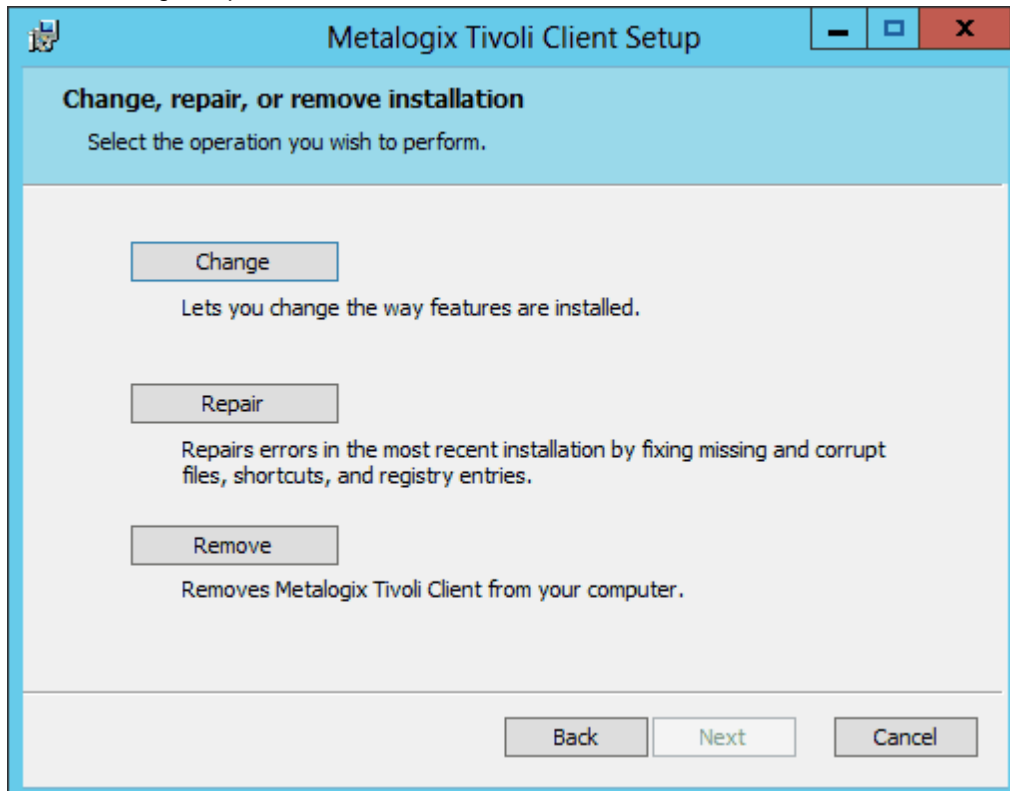 Metalogix Tivoli Client Setup
Change, repair, or remove installation
Select the operation you wish to perform.
Change
Lets you change the way features are installed.
Repair
Repairs errors in the most recent installation by fixing missing and corrupt
files, shortcuts, and registry entries.
Remove
Removes Metalogix Tivoli Client from your computer.
Back Next Cancel